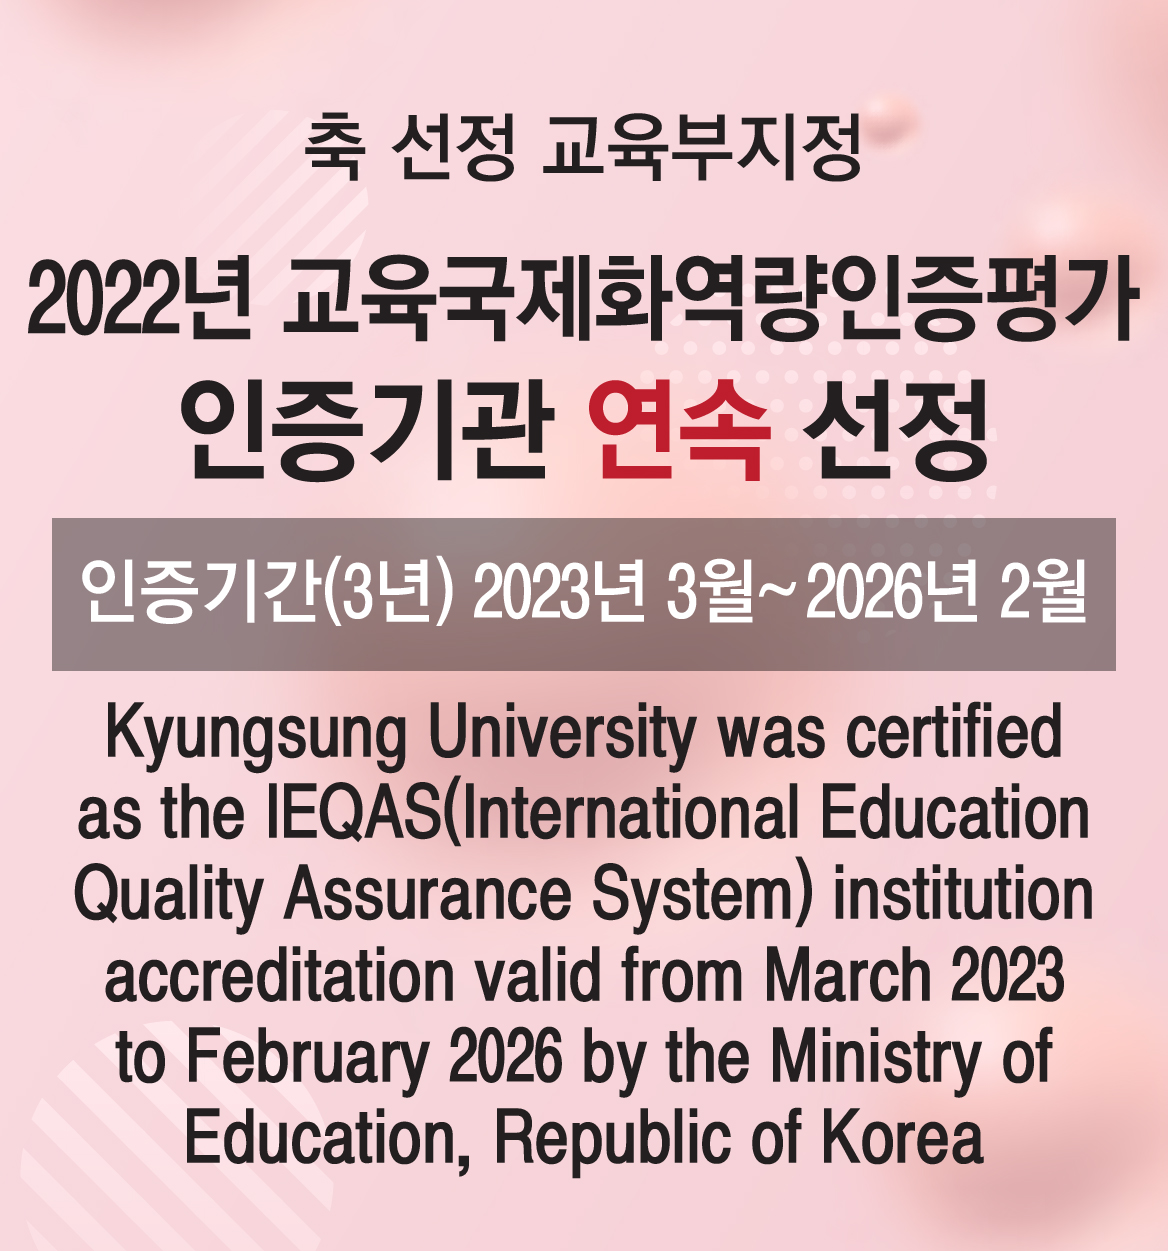 축 선정 교육부지정
2022년 교육국제화역량인증평가
인증기관 연속 선정
인증기간(3년) 2023년 3월~2026년 2월
Kyungsung University was certified
as the IEQAS(International Education
Quality Assurance System) institution
accreditation valid from March 2023
to February 2026 by the Ministry of
Education, Republic of Korea